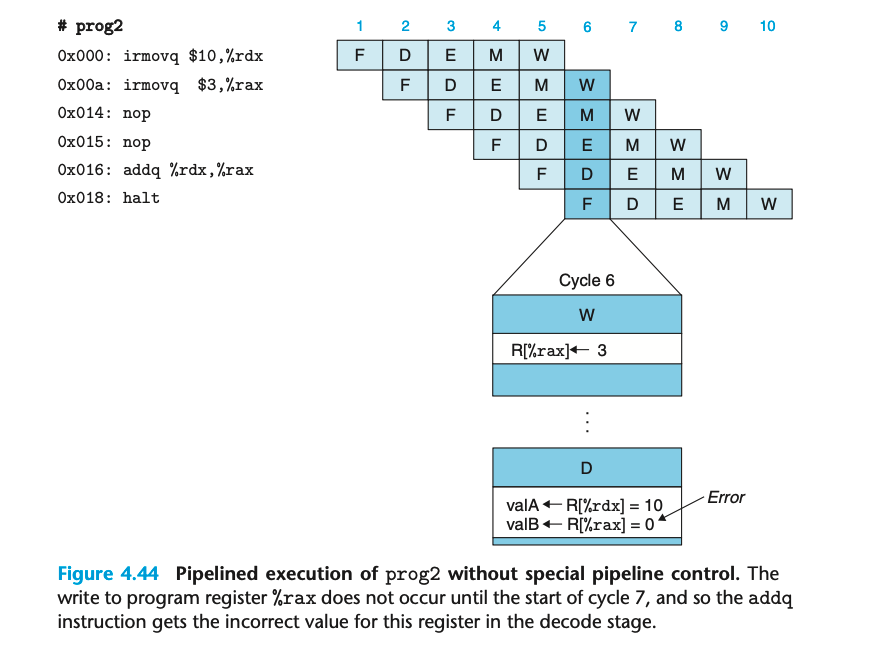 # prog2 1 2 3 4 5 6 7 8 9 10
0x000: irmovq $10,%rdx F D E M W
0x00a: irmovq $3,%rax F D E M W
0x014: nop F D E M W
0x015: nop F D E M W
0x016: addq %rdx,%rax F D E M W
0x018: halt F D E M W
Cycle 6
W
R[%rax]← 3
⋮
D
valA ← R[%rdx] = 10
valB ← R[%rax] = 0
Error
Figure 4.44 Pipelined execution of prog2 without special pipeline control. The
write to program register %rax does not occur until the start of cycle 7, and so the addq
instruction gets the incorrect value for this register in the decode stage.